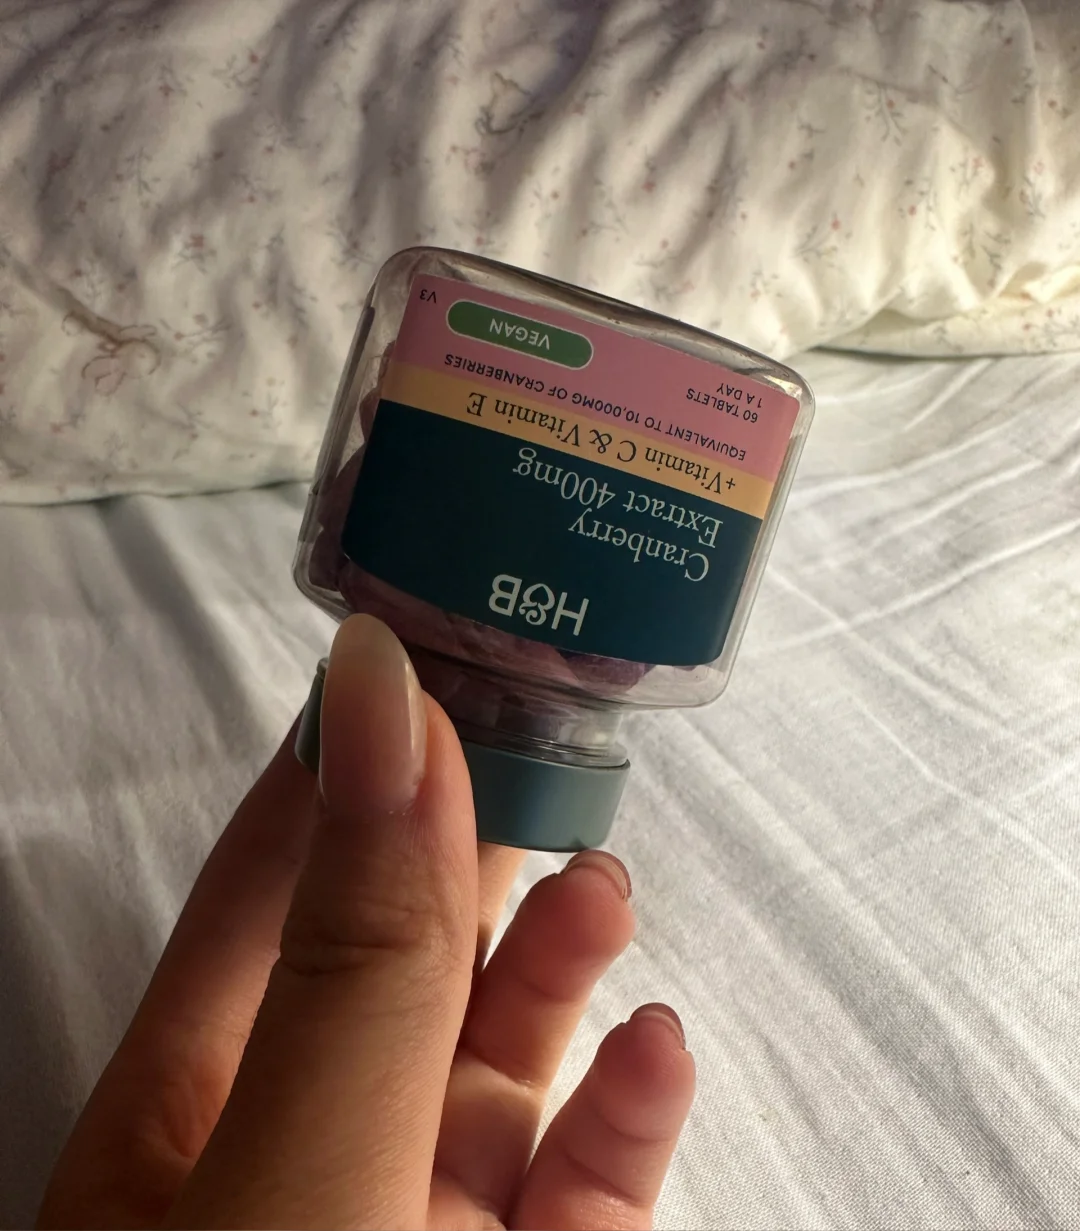 H&B
Cranberry
Extract 400mg
+Vitamin C & Vitamin E
EQUIVALENT TO 10,000MG OF CRANBERRIES
60 TABLETS
1 A DAY
VEGAN
V3